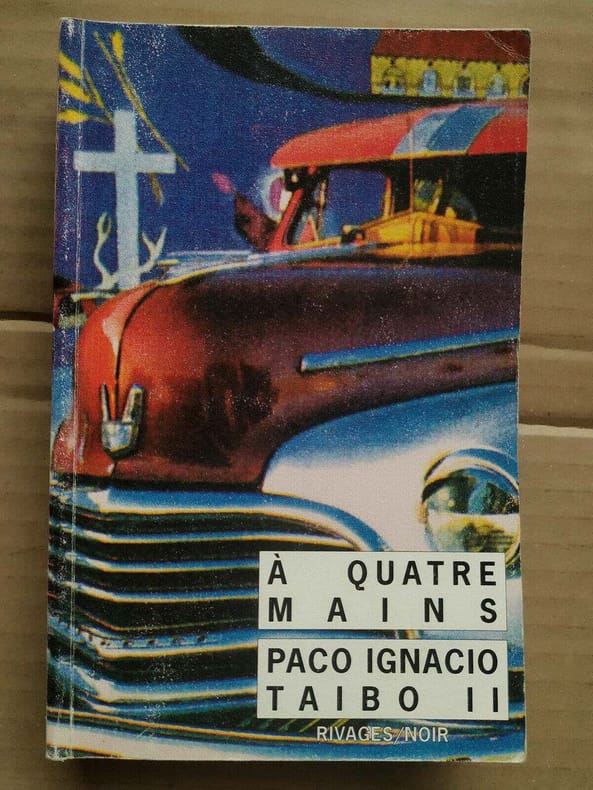 À QUATRE
MAINS
PACO IGNACIO
TAIBO II
RIVAGES/NOIR